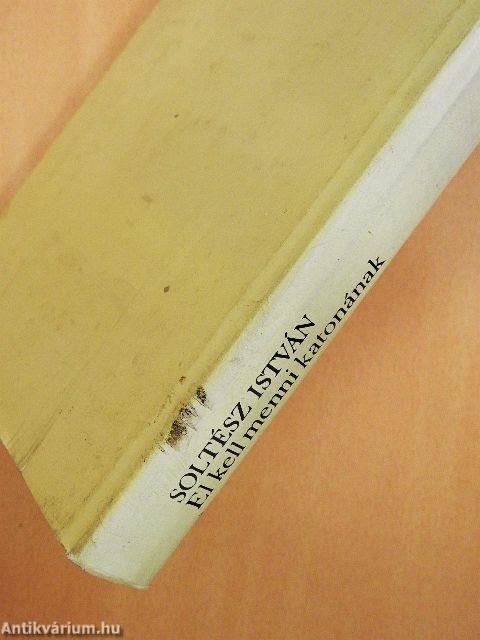 SOLTÉSZ ISTVÁN
El kell menni katonának
Antikvárium.hu